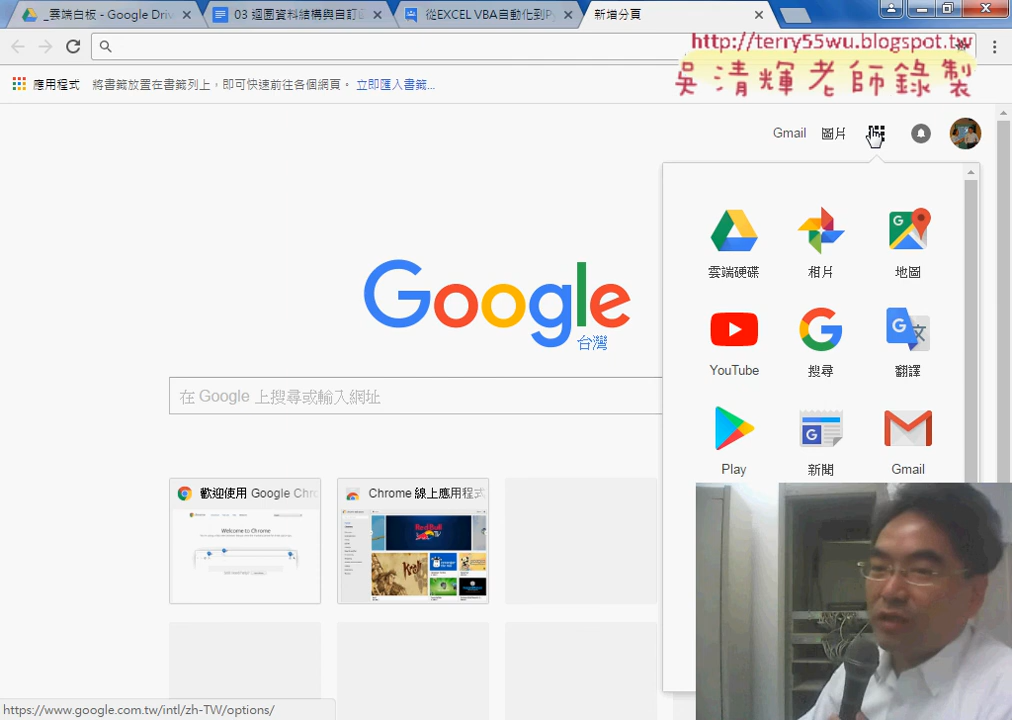 _雲端白板 - Google Driv
03 迴圈資料結構與自訂函
從EXCEL VBA自動化到Py
新增分頁
http://terry55wu.blogspot.tw
吳清輝老師錄製
應用程式
將書籤放置在書籤列上，即可快速前往各個網頁。
立即匯入書籤...
Gmail
圖片
雲端硬碟
相片
地圖
Google
台灣
YouTube
搜尋
翻譯
在 Google 上搜尋或輸入網址
Play
新聞
Gmail
歡迎使用 Google Chro
Chrome 線上應用程式
Welcome to Chrome
RedBull
https://www.google.com.tw/intl/zh-TW/options/